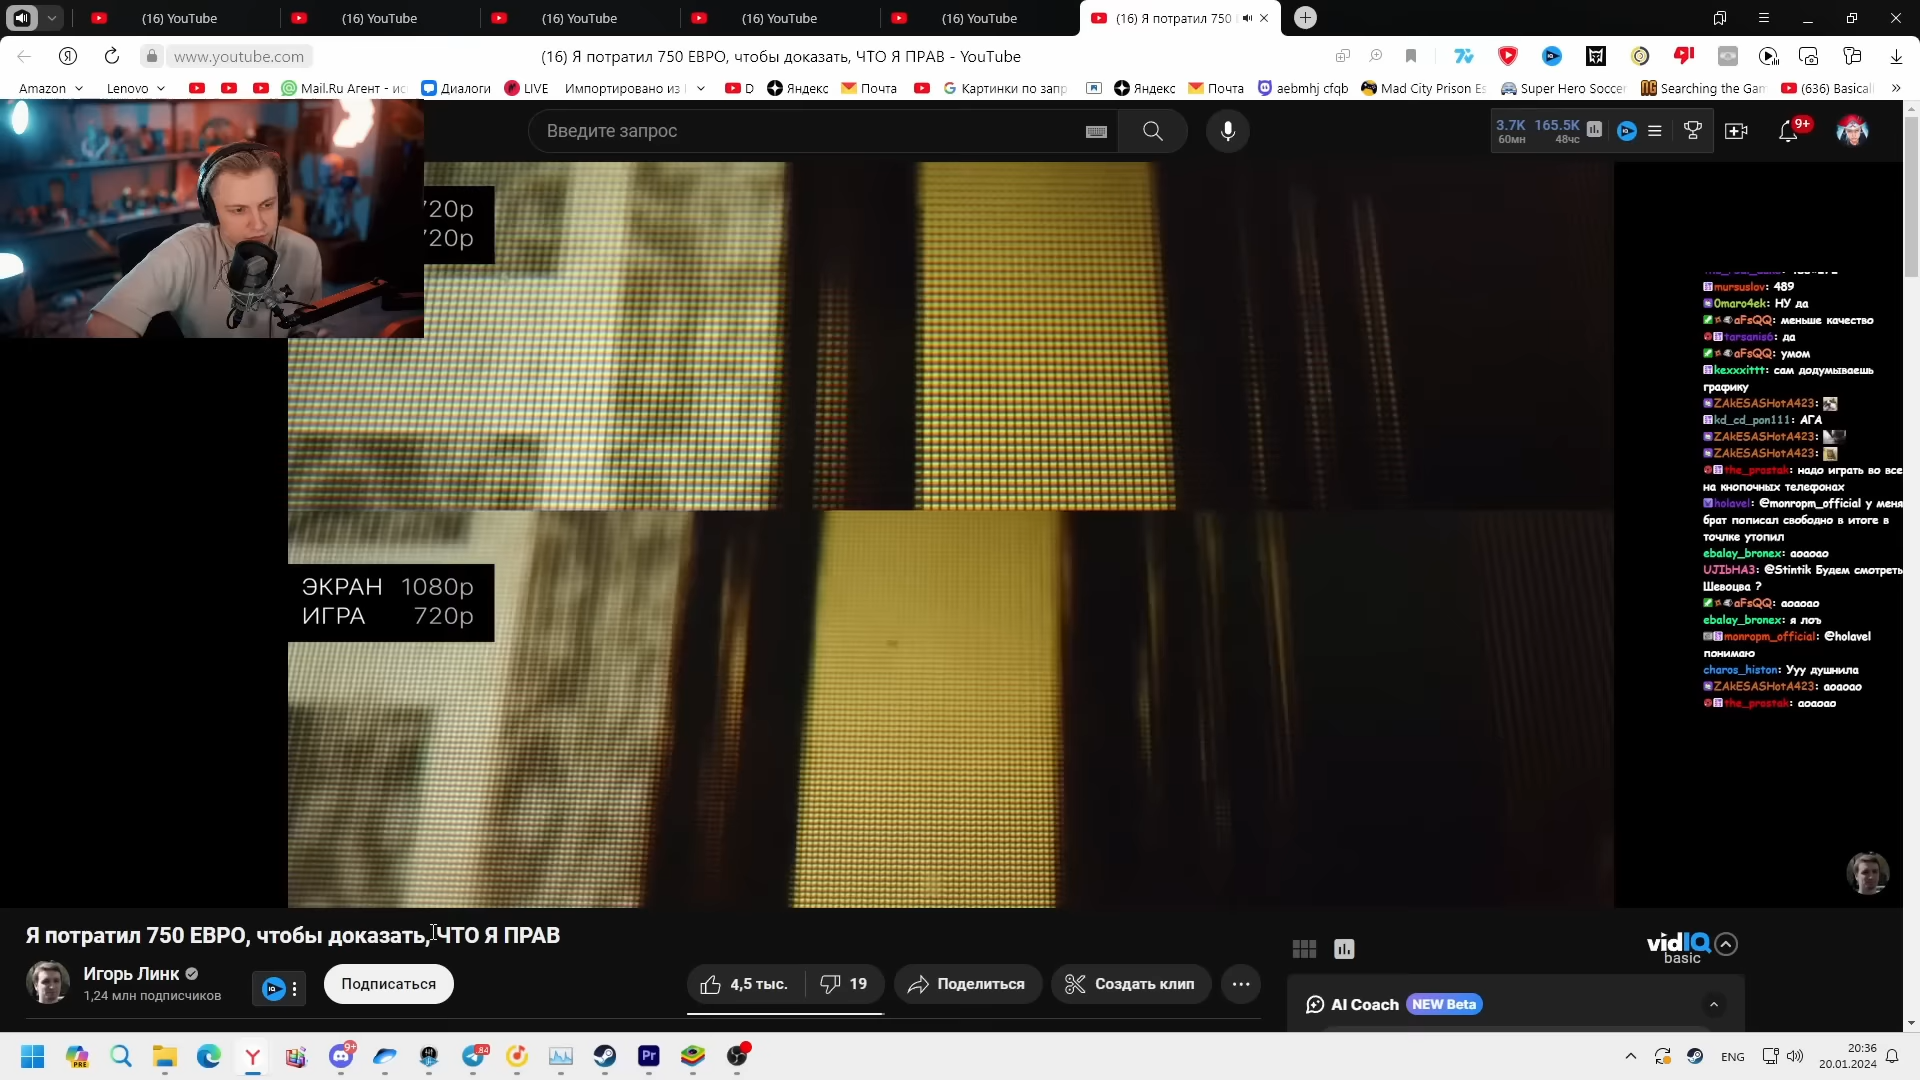 (16) YouTube
(16) YouTube
(16) YouTube
(16) YouTube
(16) YouTube
(16) Я потратил 750
www.youtube.com
(16) Я потратил 750 ЕВРО, чтобы доказать, ЧТО Я ПРАВ - YouTube
Amazon
Lenovo
Mail.Ru Агент - ис
Диалоги
LIVE
Импортировано из
D
Яндекс
Почта
Картинки по запр
Яндекс
Почта
aebmhj cfqb
Mad City Prison Es
Super Hero Soccer
Searching the Gam
(636) Basical
Введите запрос
3.7K 165.5K
60мн 48чс
9+
720p
720p
ЭКРАН 1080p
ИГРА 720p
mursuslov: 489
0maro4ek: НУ да
aFsQQ: меньше качество
tarsanis6: да
aFsQQ: умом
kexxxittt: сам додумываешь
графику
ZAkESASHotA423:
kd_cd_pon111: АГА
ZAkESASHotA423:
ZAkESASHotA423:
the_prostak: надо играть во все
на кнопочных телефонах
holavel: @monropm_official у меня
брат пописал свободно в итоге в
точлке утопил
ebalay_bronex: аоаоао
UJIbHA3: @Stintik Будем смотреть
Шевоцва ?
aFsQQ: аоаоао
ebalay_bronex: я лоъ
monropm_official: @holavel
понимаю
charos_histon: Ууу душнила
ZAkESASHotA423: аоаоао
the_prostak: аоаоао
Я потратил 750 ЕВРО, чтобы доказать, ЧТО Я ПРАВ
Игорь Линк
1,24 млн подписчиков
Подписаться
4,5 тыс.
19
Поделиться
Создать клип
vidIQ
basic
AI Coach NEW Beta
PRE
9+
84
Pr
ENG
20:36
20.01.2024